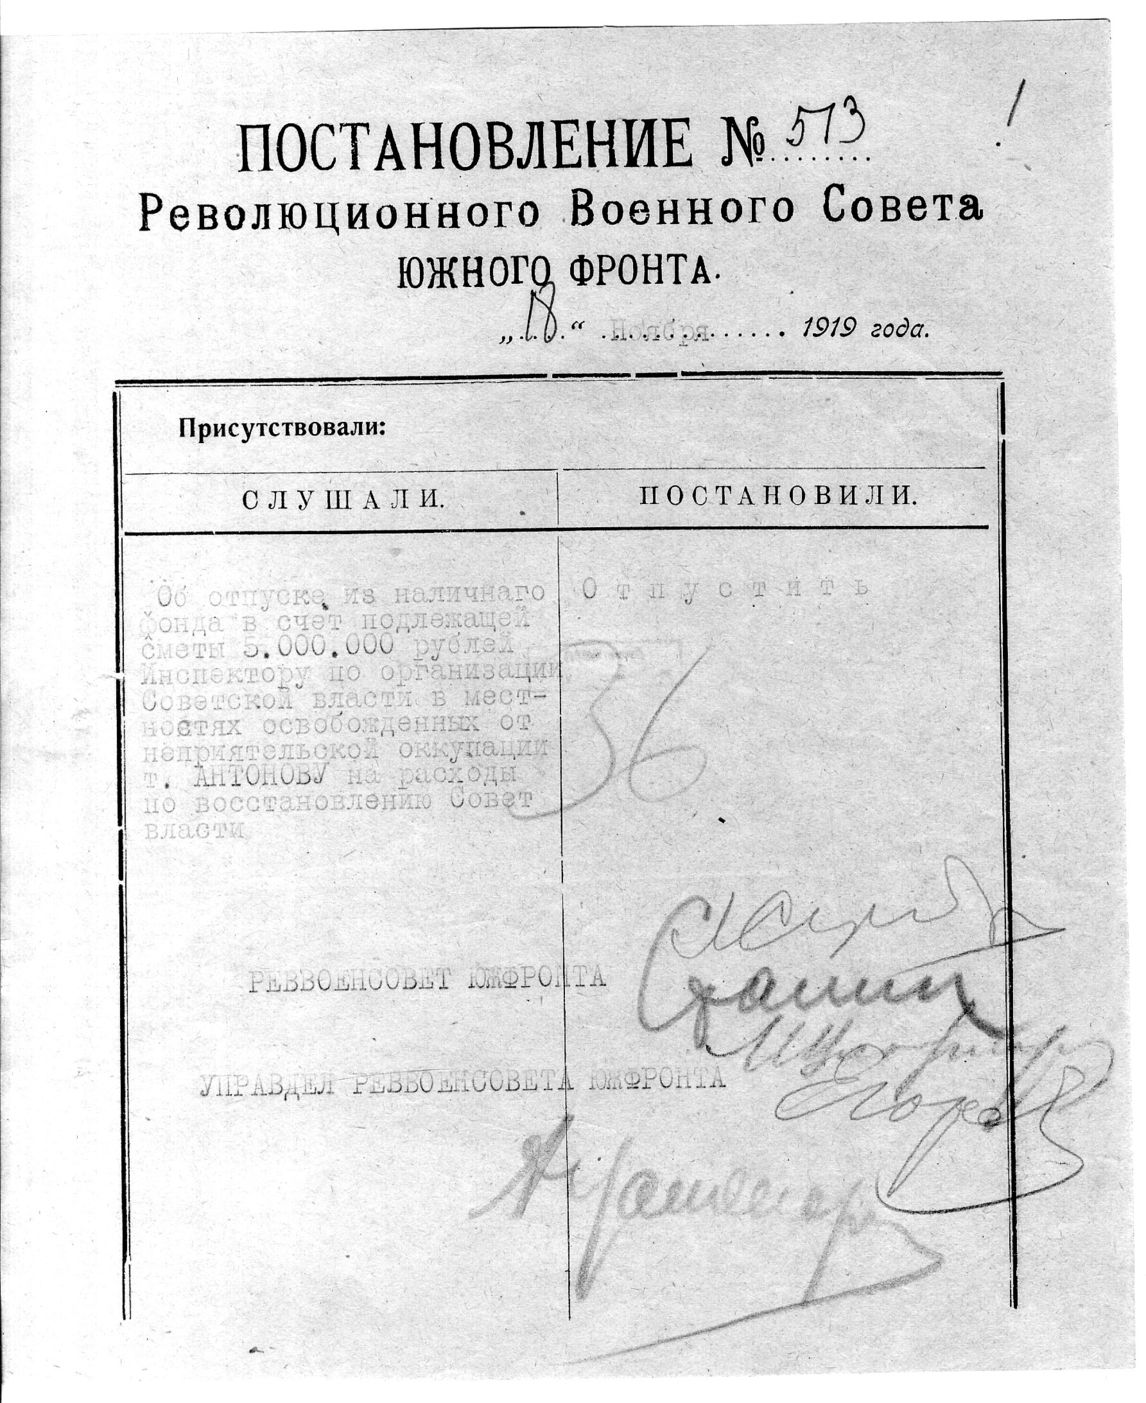 ПОСТАНОВЛЕНИЕ № 513
Революционного Военного Совета
ЮЖНОГО ФРОНТА.
„18“ Ноября 1919 года.
Присутствовали:
СЛУШАЛИ.
ПОСТАНОВИЛИ.
Об отпуске из наличнаго
фонда в счет подлежащей
сметы 5.000.000 рублей
Инспектору по организации
Советской власти в мест-
ностях освобожденных от
неприятельской оккупации
т. АНТОНОВУ на расходы
по восстановлению Совет
власти
Отпустить
36
РЕВВОЕНСОВЕТ ЮЖФРОНТА
Сталин
УПРАВДЕЛ РЕВВОЕНСОВЕТА ЮЖФРОНТА
Егоров